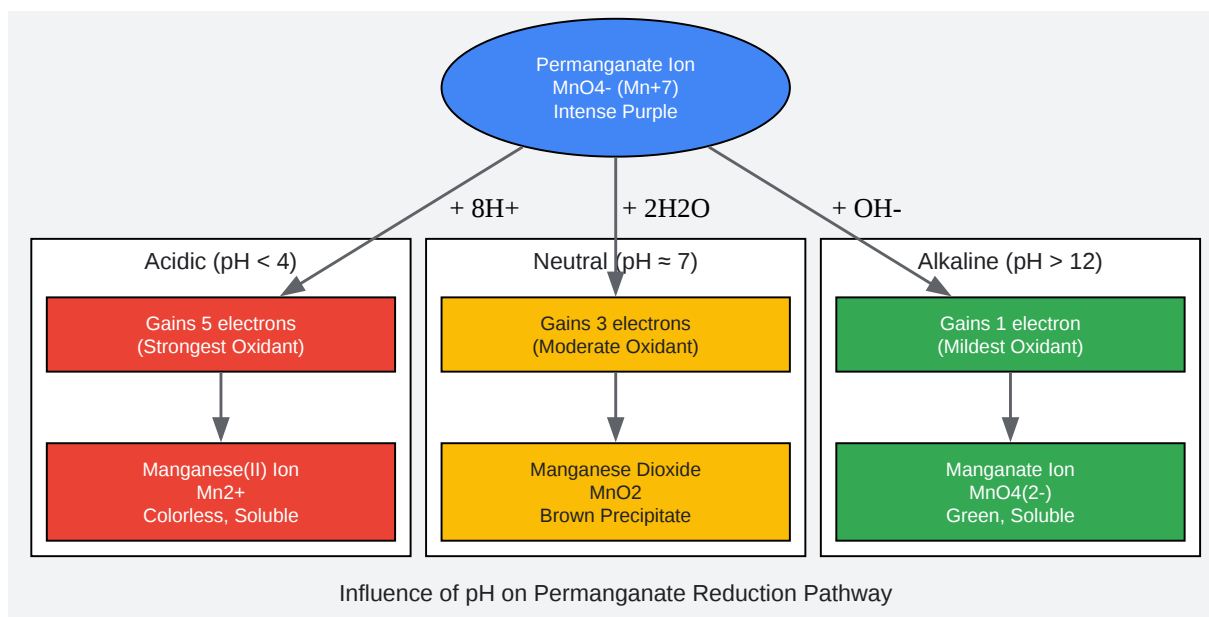 Permanganate Ion
MnO4- (Mn+7)
Intense Purple
+ 8H+
+ 2H2O
+ OH-
Acidic (pH < 4)
Gains 5 electrons
(Strongest Oxidant)
Manganese(II) Ion
Mn2+
Colorless, Soluble
Neutral (pH ≈ 7)
Gains 3 electrons
(Moderate Oxidant)
Manganese Dioxide
MnO2
Brown Precipitate
Alkaline (pH > 12)
Gains 1 electron
(Mildest Oxidant)
Manganate Ion
MnO4(2-)
Green, Soluble
Influence of pH on Permanganate Reduction Pathway